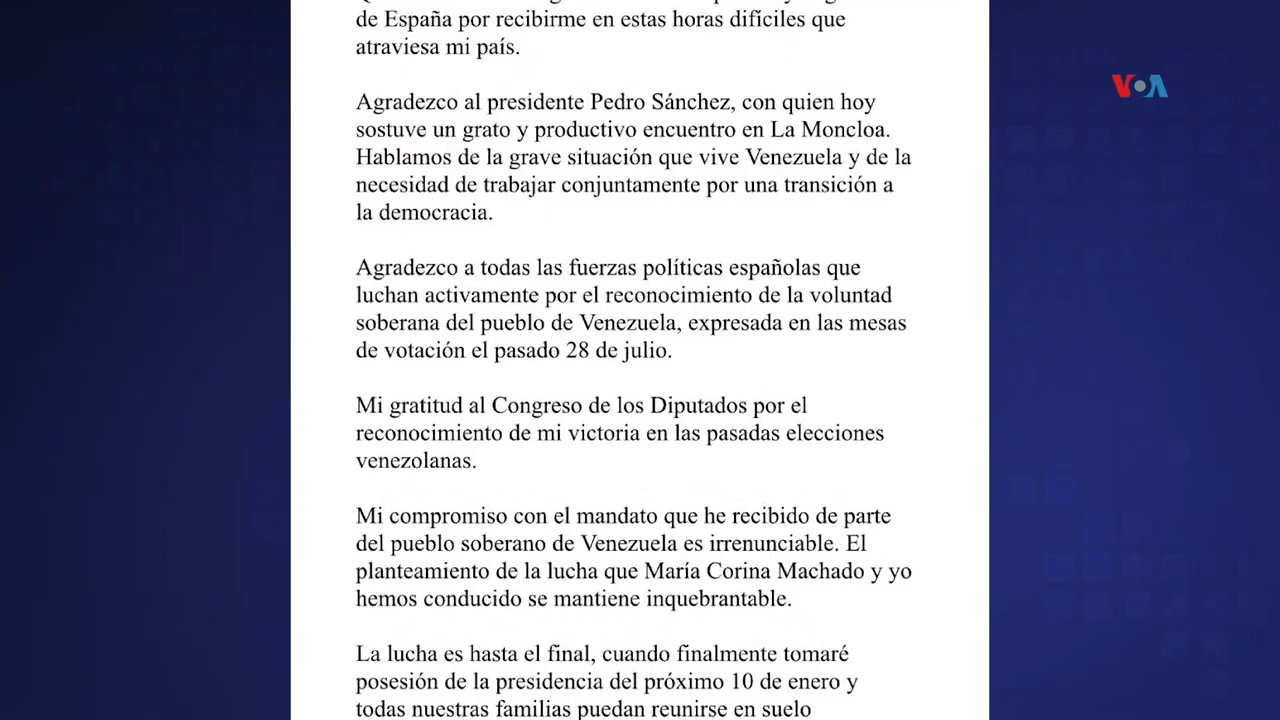 de España por recibirme en estas horas difíciles que
atraviesa mi país.
Agradezco al presidente Pedro Sánchez, con quien hoy
sostuve un grato y productivo encuentro en La Moncloa.
Hablamos de la grave situación que vive Venezuela y de la
necesidad de trabajar conjuntamente por una transición a
la democracia.
Agradezco a todas las fuerzas políticas españolas que
luchan activamente por el reconocimiento de la voluntad
soberana del pueblo de Venezuela, expresada en las mesas
de votación el pasado 28 de julio.
Mi gratitud al Congreso de los Diputados por el
reconocimiento de mi victoria en las pasadas elecciones
venezolanas.
Mi compromiso con el mandato que he recibido de parte
del pueblo soberano de Venezuela es irrenunciable. El
planteamiento de la lucha que María Corina Machado y yo
hemos conducido se mantiene inquebrantable.
La lucha es hasta el final, cuando finalmente tomaré
posesión de la presidencia del próximo 10 de enero y
todas nuestras familias puedan reunirse en suelo
VOA